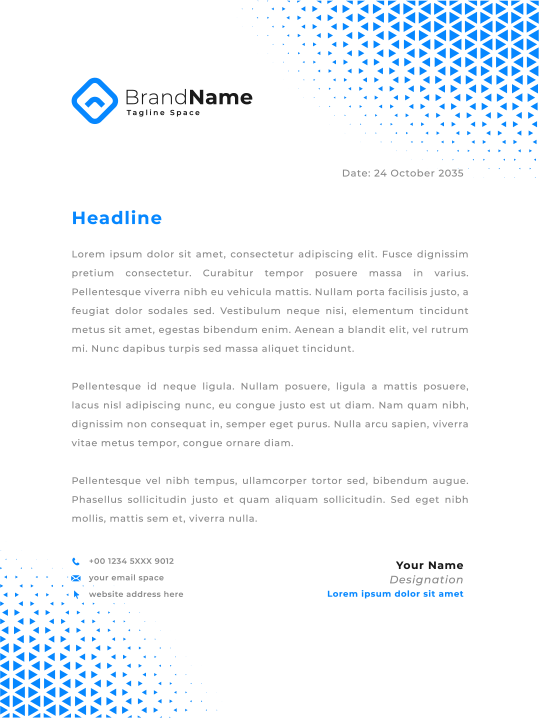 BrandName
Tagline Space
Date: 24 October 2035
Headline
Lorem ipsum dolor sit amet, consectetur adipiscing elit. Fusce dignissim
pretium consectetur. Curabitur tempor posuere massa in varius.
Pellentesque viverra nibh eu vehicula mattis. Nullam porta facilisis justo, a
feugiat dolor sodales sed. Vestibulum neque nisi, elementum tincidunt
metus sit amet, egestas bibendum enim. Aenean a blandit elit, vel rutrum
mi. Nunc dapibus turpis sed massa aliquet tincidunt.
Pellentesque id neque ligula. Nullam posuere, ligula a mattis posuere,
lacus nisl adipiscing nunc, eu congue justo est ut diam. Nam quam nibh,
dignissim non consequat in, semper eget purus. Nulla arcu sapien, viverra
vitae metus tempor, congue ornare diam.
Pellentesque vel nibh tempus, ullamcorper tortor sed, bibendum augue.
Phasellus sollicitudin justo et quam aliquam sollicitudin. Sed eget nibh
mollis, mattis sem et, viverra nulla.
+00 1234 5XXX 9012
your email space
website address here
Your Name
Designation
Lorem ipsum dolor sit amet